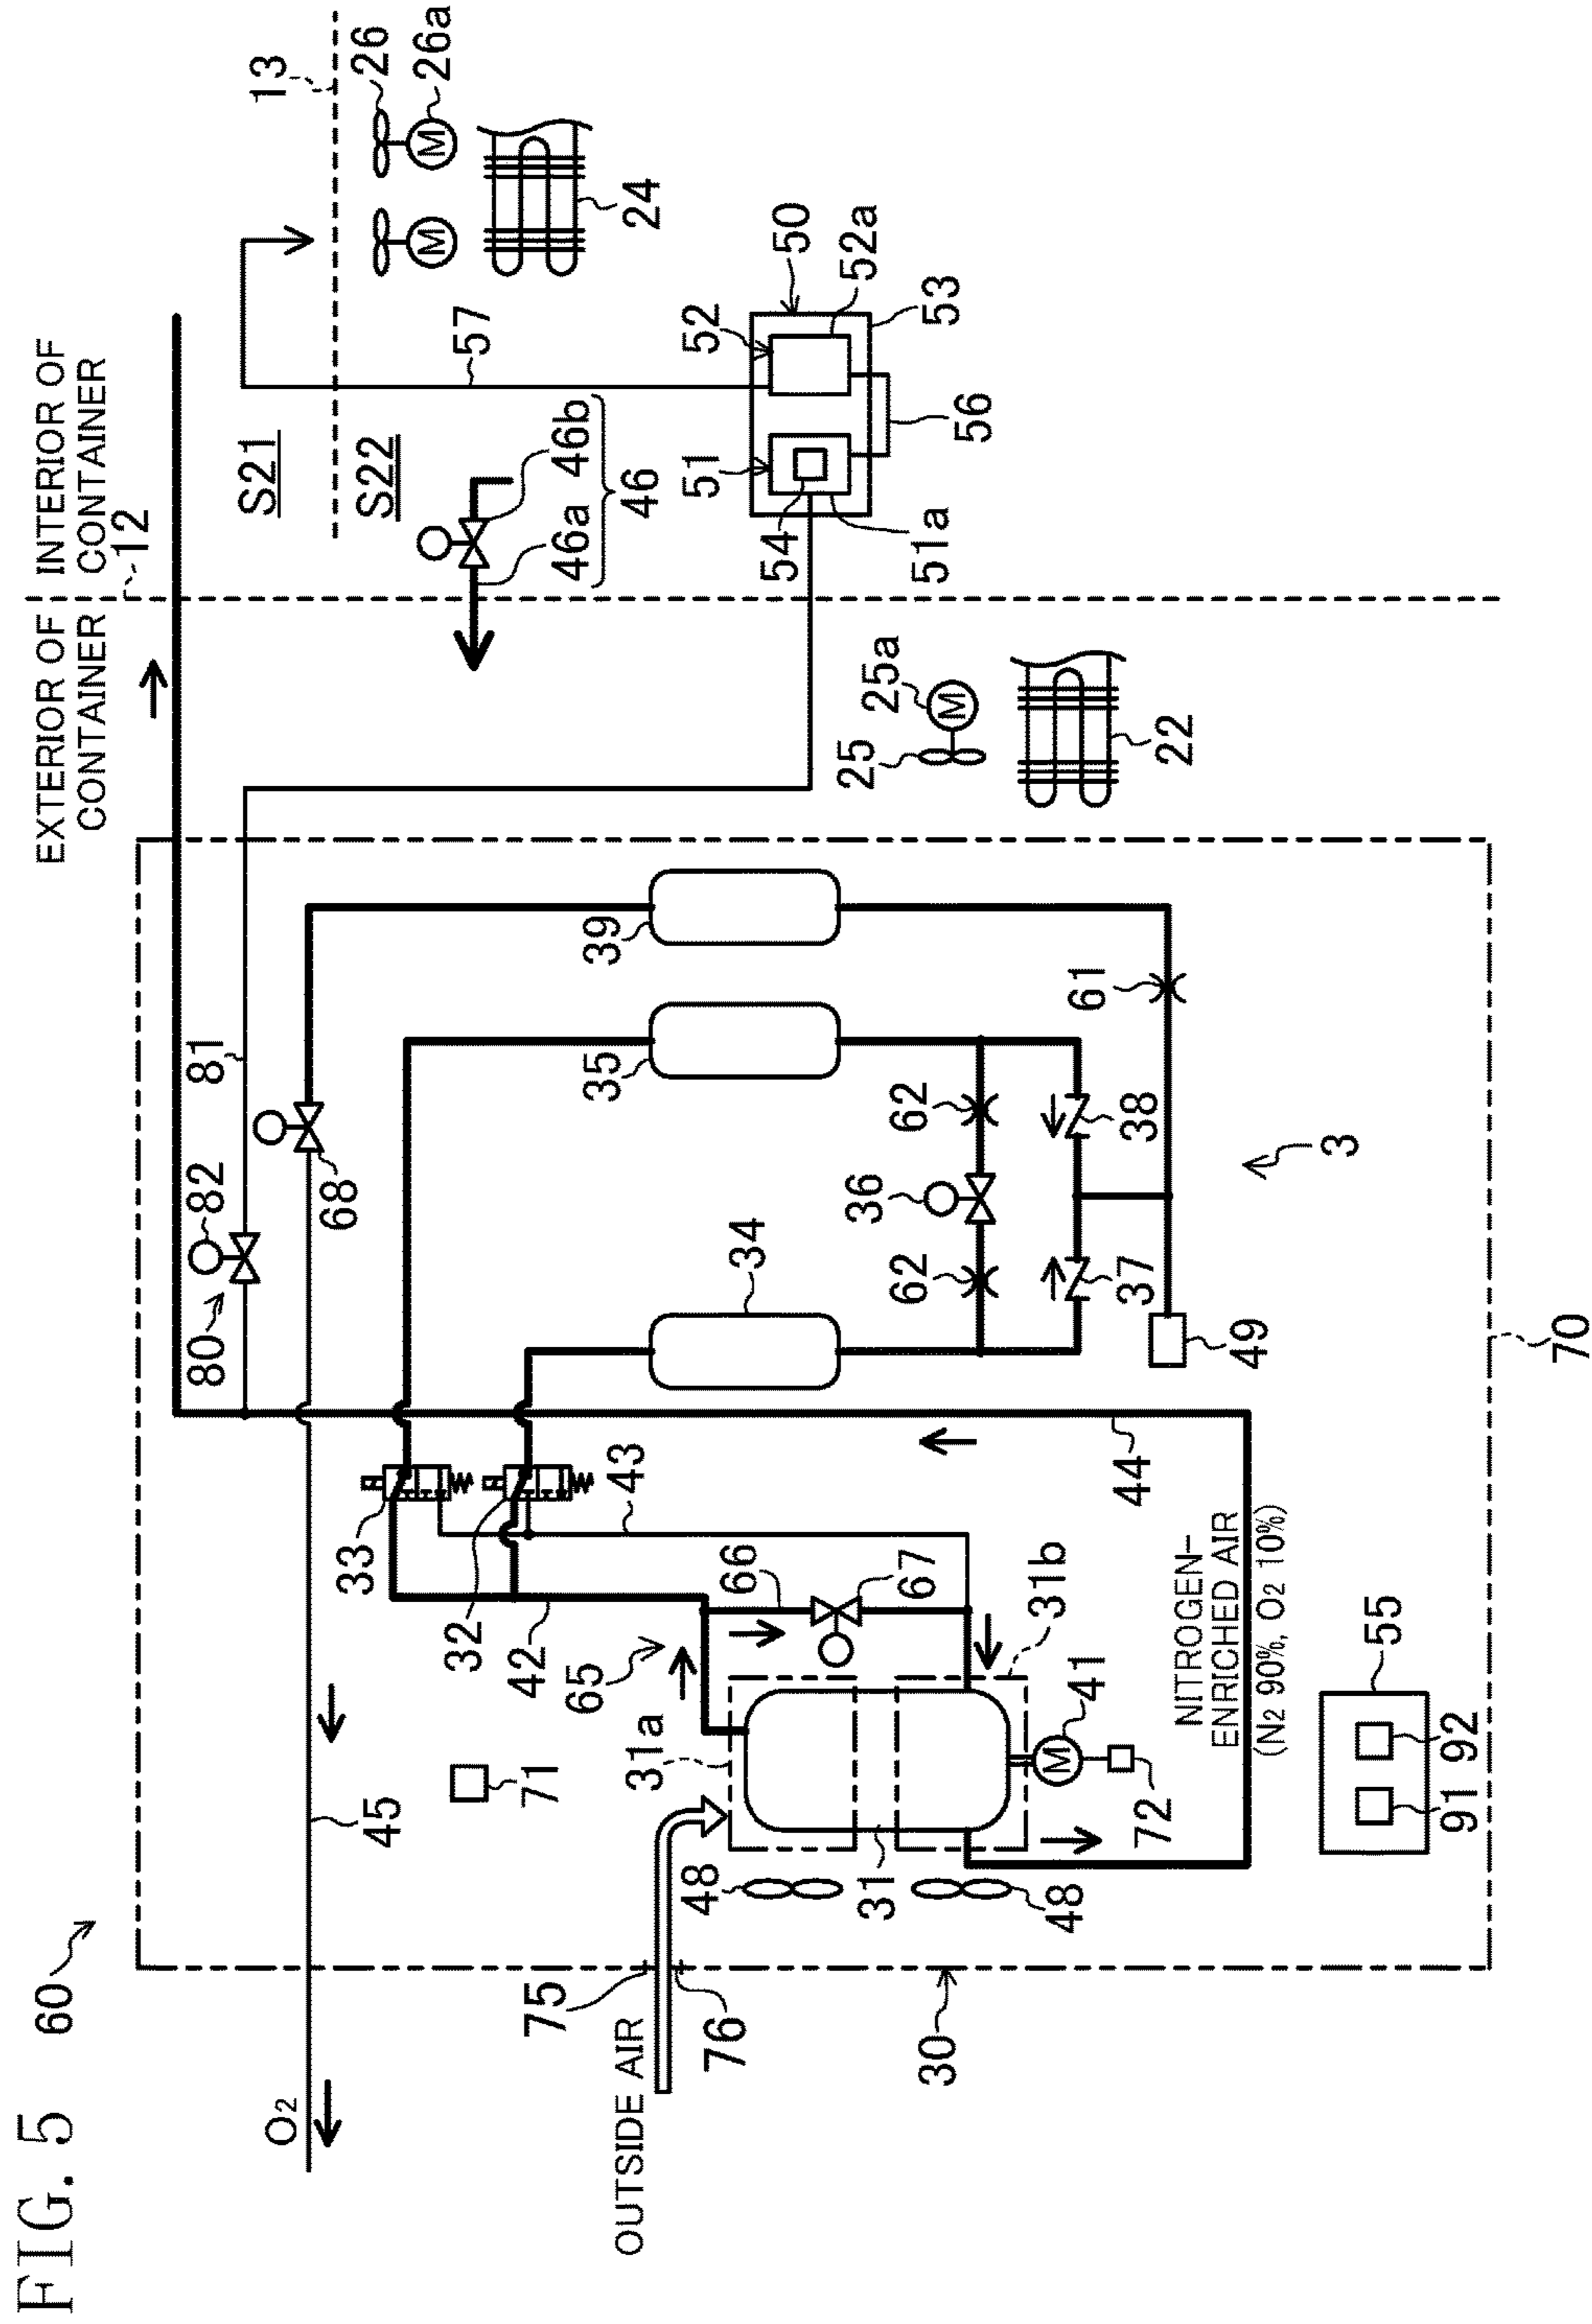 FIG. 5
60
EXTERIOR OF
CONTAINER
INTERIOR OF
CONTAINER
12
13
S21
S22
26
26a
M
M
24
57
46a
46b
46
50
51
52
52a
53
54
51a
56
25
25a
M
22
O2
45
80
82
81
68
39
35
34
33
32
42
43
44
62
36
62
37
38
61
49
3
71
65
66
67
31a
31b
31
48
48
M
41
72
75
76
OUTSIDE AIR
30
NITROGEN-
ENRICHED AIR
(N2 90%, O2 10%)
55
91
92
70